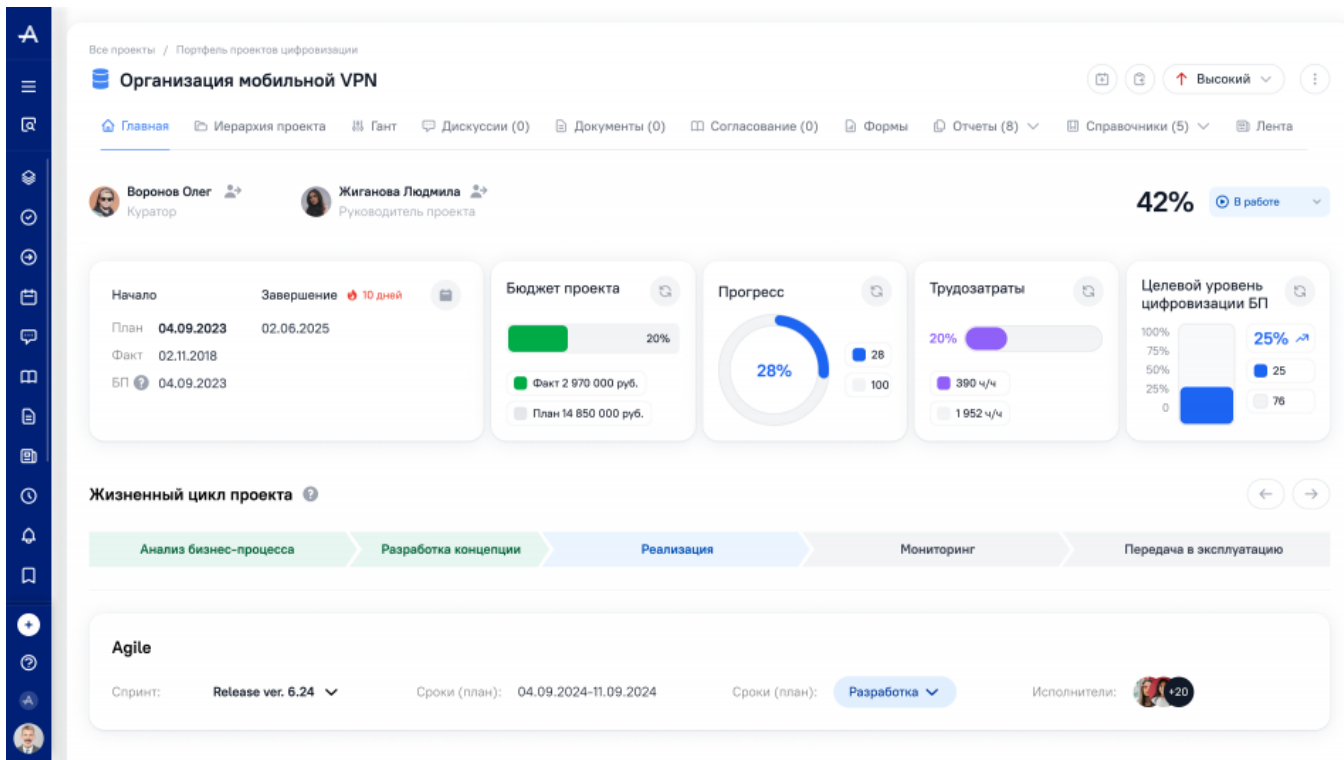 Все проекты / Портфель проектов цифровизации
Организация мобильной VPN
Высокий
Главная Иерархия проекта Гант Дискуссии (0) Документы (0) Согласование (0) Формы Отчеты (8) Справочники (5) Лента
Воронов Олег
Куратор
Жиганова Людмила
Руководитель проекта
42% В работе
Начало Завершение 10 дней
План 04.09.2023 02.06.2025
Факт 02.11.2018
БП 04.09.2023
Бюджет проекта
20%
Факт 2 970 000 руб.
План 14 850 000 руб.
Прогресс
28%
28
100
Трудозатраты
20%
390 ч/ч
1 952 ч/ч
Целевой уровень
цифровизации БП
100%
75%
50%
25%
0
25%
25
76
Жизненный цикл проекта
Анализ бизнес-процесса Разработка концепции Реализация Мониторинг Передача в эксплуатацию
Agile
Спринт: Release ver. 6.24 Сроки (план): 04.09.2024-11.09.2024 Сроки (план): Разработка Исполнители: +20